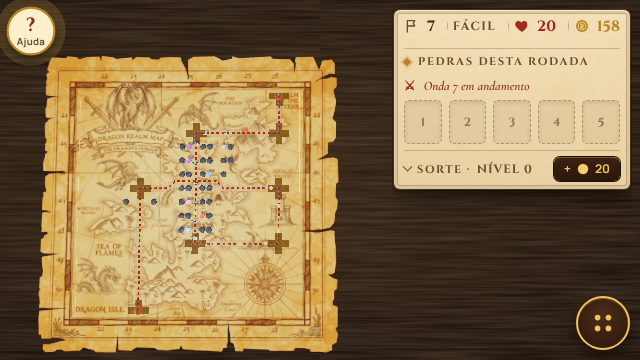 ?
Ajuda
7
FÁCIL
20
158
PEDRAS DESTA RODADA
Onda 7 em andamento
1 2 3 4 5
SORTE · NÍVEL 0
+ 20
DRAGON REALM MAP
SEA OF
FLAMES
DRAGON ISLE